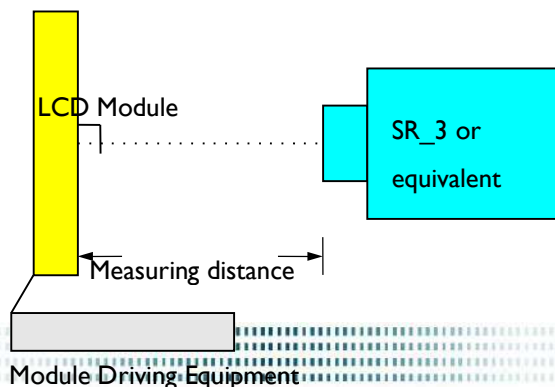 LCD Module
SR_3 or
equivalent
Measuring distance
Module Driving Equipment